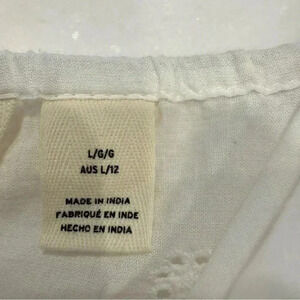 L/G/G
AUS L/12
MADE IN INDIA
FABRIQUÉ EN INDE
HECHO EN INDIA